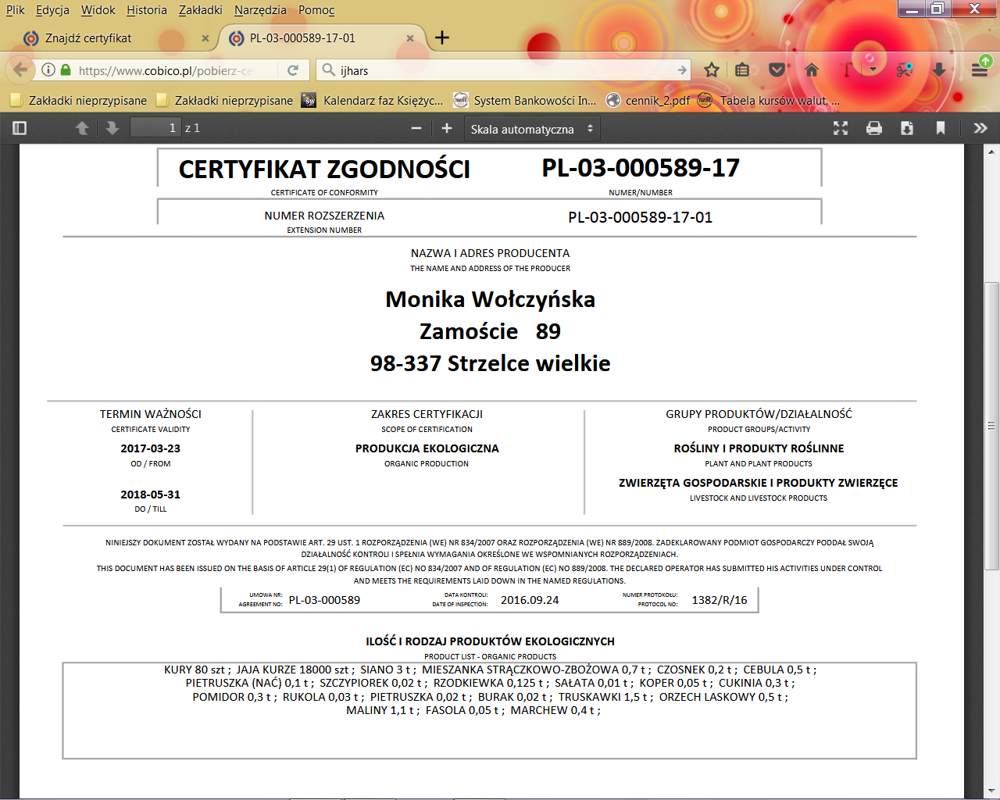 Plik Edycja Widok Historia Zakładki Narzędzia Pomoc
Znajdź certyfikat
PL-03-000589-17-01
https://www.cobico.pl/pobierz-ce
ijhars
Zakładki nieprzypisane
Zakładki nieprzypisane
Kalendarz faz Księżyc...
System Bankowości In...
cennik_2.pdf
Tabela kursów walut, ...
1 z 1
Skala automatyczna
CERTYFIKAT ZGODNOŚCI PL-03-000589-17
CERTIFICATE OF CONFORMITY NUMER/NUMBER
NUMER ROZSZERZENIA PL-03-000589-17-01
EXTENSION NUMBER
NAZWA I ADRES PRODUCENTA
THE NAME AND ADDRESS OF THE PRODUCER
Monika Wołczyńska
Zamoście 89
98-337 Strzelce wielkie
TERMIN WAŻNOŚCI
CERTIFICATE VALIDITY
2017-03-23
OD / FROM
2018-05-31
DO / TILL
ZAKRES CERTYFIKACJI
SCOPE OF CERTIFICATION
PRODUKCJA EKOLOGICZNA
ORGANIC PRODUCTION
GRUPY PRODUKTÓW/DZIAŁALNOŚĆ
PRODUCT GROUPS/ACTIVITY
ROŚLINY I PRODUKTY ROŚLINNE
PLANT AND PLANT PRODUCTS
ZWIERZĘTA GOSPODARSKIE I PRODUKTY ZWIERZĘCE
LIVESTOCK AND LIVESTOCK PRODUCTS
NINIEJSZY DOKUMENT ZOSTAŁ WYDANY NA PODSTAWIE ART. 29 UST. 1 ROZPORZĄDZENIA (WE) NR 834/2007 ORAZ ROZPORZĄDZENIA (WE) NR 889/2008. ZADEKLAROWANY PODMIOT GOSPODARCZY PODDAŁ SWOJĄ
DZIAŁALNOŚĆ KONTROLI I SPEŁNIA WYMAGANIA OKREŚLONE WE WSPOMNIANYCH ROZPORZĄDZENIACH.
THIS DOCUMENT HAS BEEN ISSUED ON THE BASIS OF ARTICLE 29(1) OF REGULATION (EC) NO 834/2007 AND OF REGULATION (EC) NO 889/2008. THE DECLARED OPERATOR HAS SUBMITTED HIS ACTIVITIES UNDER CONTROL
AND MEETS THE REQUIREMENTS LAID DOWN IN THE NAMED REGULATIONS.
UMOWA NR:
AGREEMENT NO:
PL-03-000589
DATA KONTROLI:
DATE OF INSPECTION:
2016.09.24
NUMER PROTOKOŁU:
PROTOCOL NO:
1382/R/16
ILOŚĆ I RODZAJ PRODUKTÓW EKOLOGICZNYCH
PRODUCT LIST - ORGANIC PRODUCTS
KURY 80 szt ; JAJA KURZE 18000 szt ; SIANO 3 t ; MIESZANKA STRĄCZKOWO-ZBOŻOWA 0,7 t ; CZOSNEK 0,2 t ; CEBULA 0,5 t ;
PIETRUSZKA (NAĆ) 0,1 t ; SZCZYPIOREK 0,02 t ; RZODKIEWKA 0,125 t ; SAŁATA 0,01 t ; KOPER 0,05 t ; CUKINIA 0,3 t ;
POMIDOR 0,3 t ; RUKOLA 0,03 t ; PIETRUSZKA 0,02 t ; BURAK 0,02 t ; TRUSKAWKI 1,5 t ; ORZECH LASKOWY 0,5 t ;
MALINY 1,1 t ; FASOLA 0,05 t ; MARCHEW 0,4 t ;